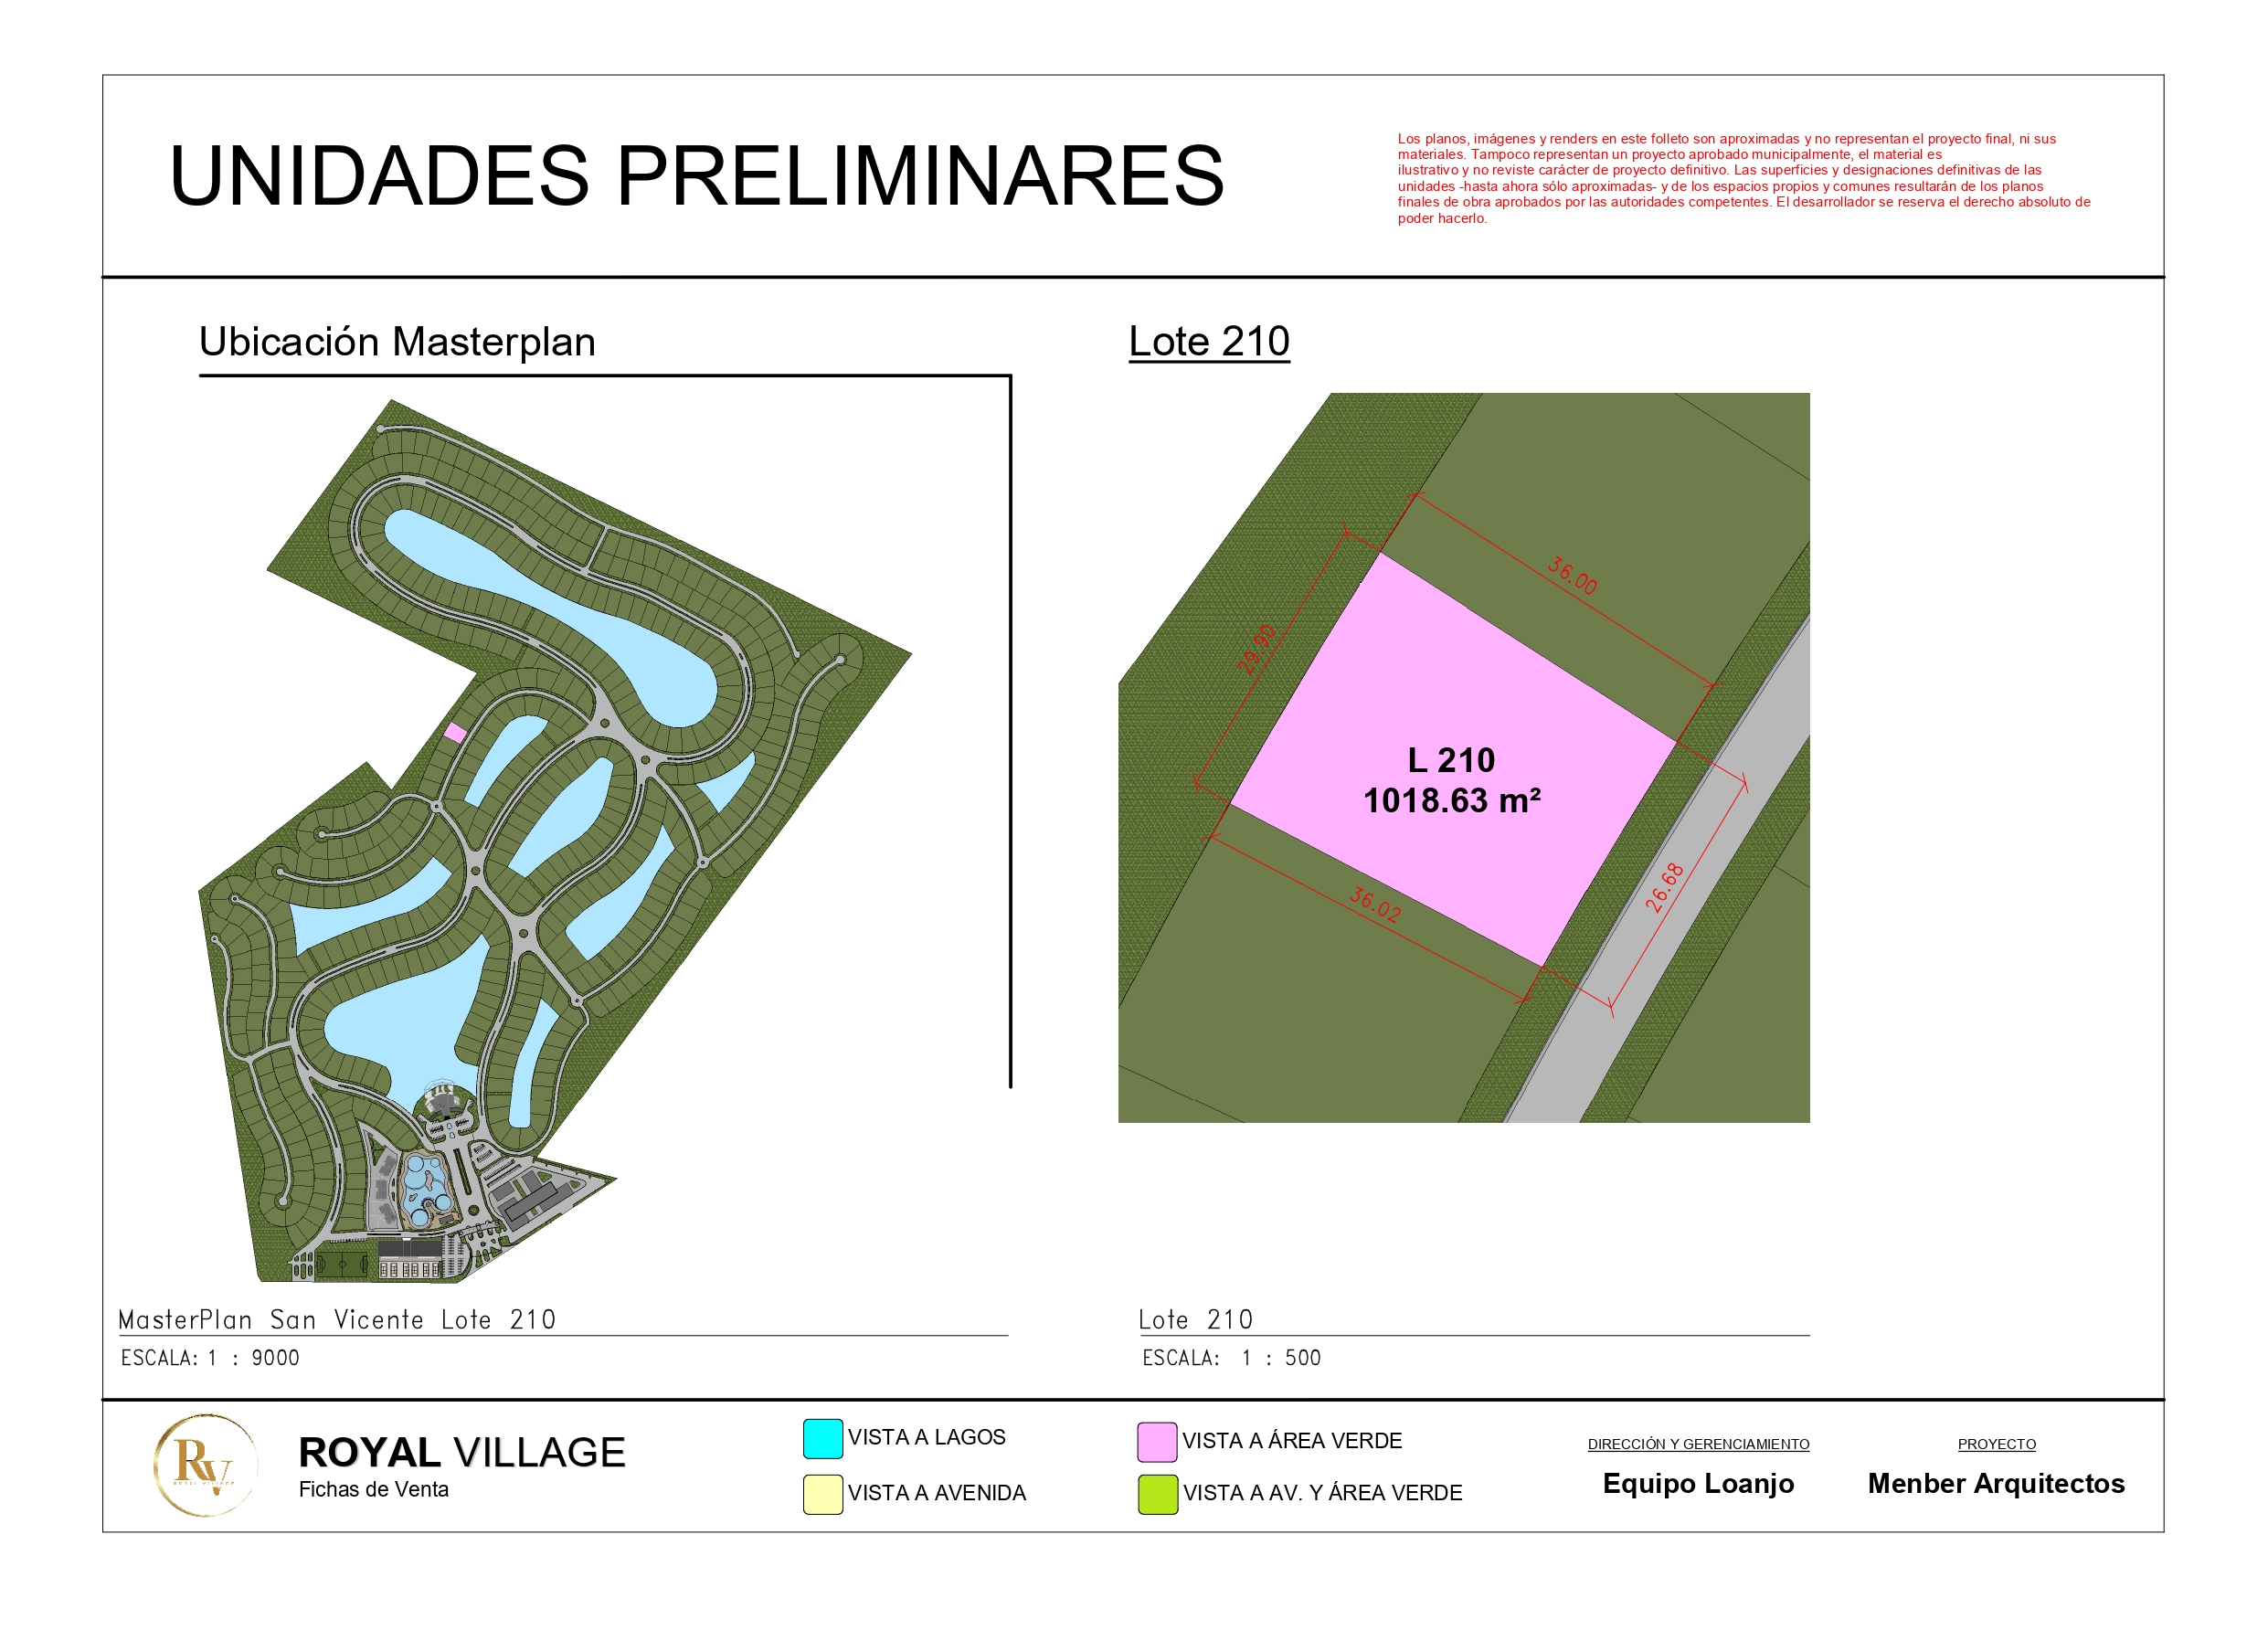 UNIDADES PRELIMINARES
Los planos, imágenes y renders en este folleto son aproximadas y no representan el proyecto final, ni sus
materiales. Tampoco representan un proyecto aprobado municipalmente, el material es
ilustrativo y no reviste carácter de proyecto definitivo. Las superficies y designaciones definitivas de las
unidades -hasta ahora sólo aproximadas- y de los espacios propios y comunes resultarán de los planos
finales de obra aprobados por las autoridades competentes. El desarrollador se reserva el derecho absoluto de
poder hacerlo.
Ubicación Masterplan
Lote 210
36.00
29.90
L 210
1018.63 m²
36.02
26.68
MasterPlan San Vicente Lote 210
ESCALA: 1 : 9000
Lote 210
ESCALA: 1 : 500
RV
ROYAL VILLAGE
ROYAL VILLAGE
Fichas de Venta
VISTA A LAGOS
VISTA A AVENIDA
VISTA A ÁREA VERDE
VISTA A AV. Y ÁREA VERDE
DIRECCIÓN Y GERENCIAMIENTO
Equipo Loanjo
PROYECTO
Menber Arquitectos